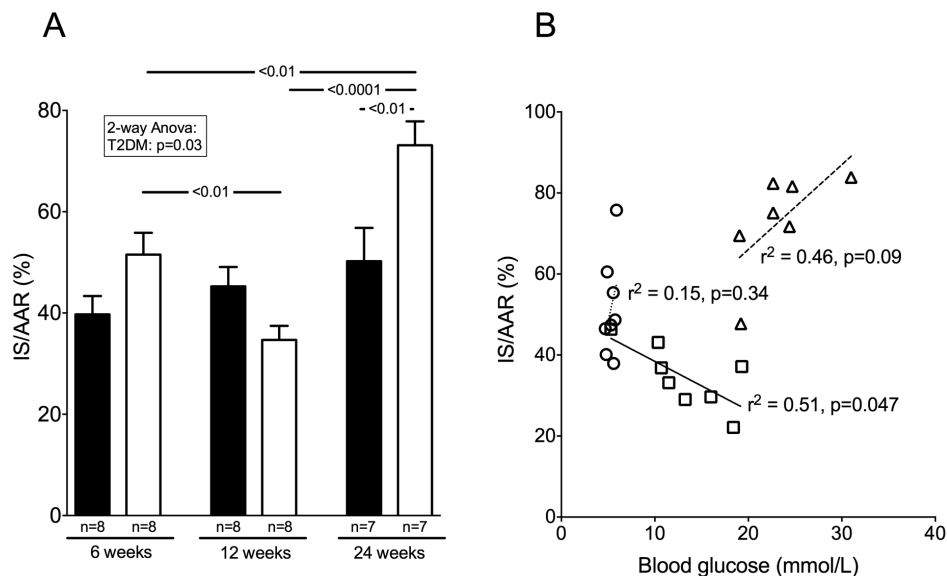 A
<0.01
<0.0001
<0.01
80
2-way Anova:
T2DM: p=0.03
<0.01
60
40
20
0
IS/AAR (%)
n=8 n=8 n=8 n=8 n=7 n=7
6 weeks 12 weeks 24 weeks
B
100
80
60
40
20
0
IS/AAR (%)
r² = 0.46, p=0.09
r² = 0.15, p=0.34
r² = 0.51, p=0.047
0 10 20 30 40
Blood glucose (mmol/L)